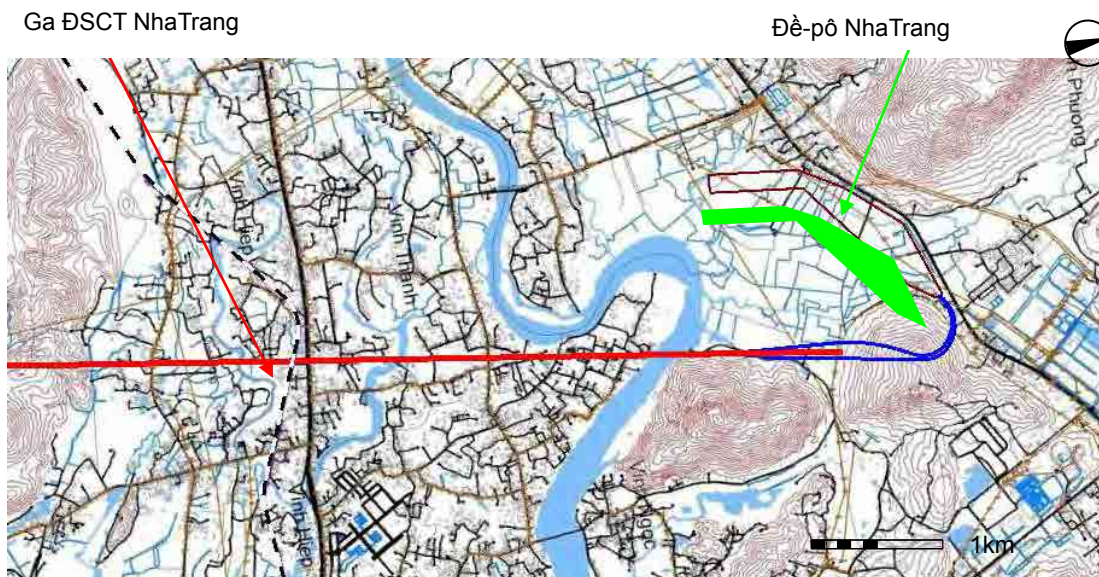 Ga ĐSCT NhaTrang
Đề-pô NhaTrang
Phương
Vĩnh Hiệp
Vĩnh Thạnh
Vĩnh Hiệp
Vĩnh Ngọc
1km